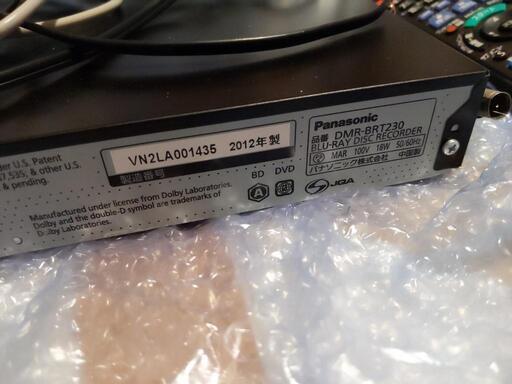 der U.S. Patent
7,535, & other U.S.
& pending.
VN2LA001435 2012年製
製造番号
Manufactured under license from Dolby Laboratories.
Dolby and the double-D symbol are trademarks of
Dolby Laboratories.
BD DVD
A
Panasonic
品番 DMR-BRT230
BLU-RAY DISC RECORDER
MAR 100V 18W 50/60Hz
パナソニック株式会社 中国製
JQA